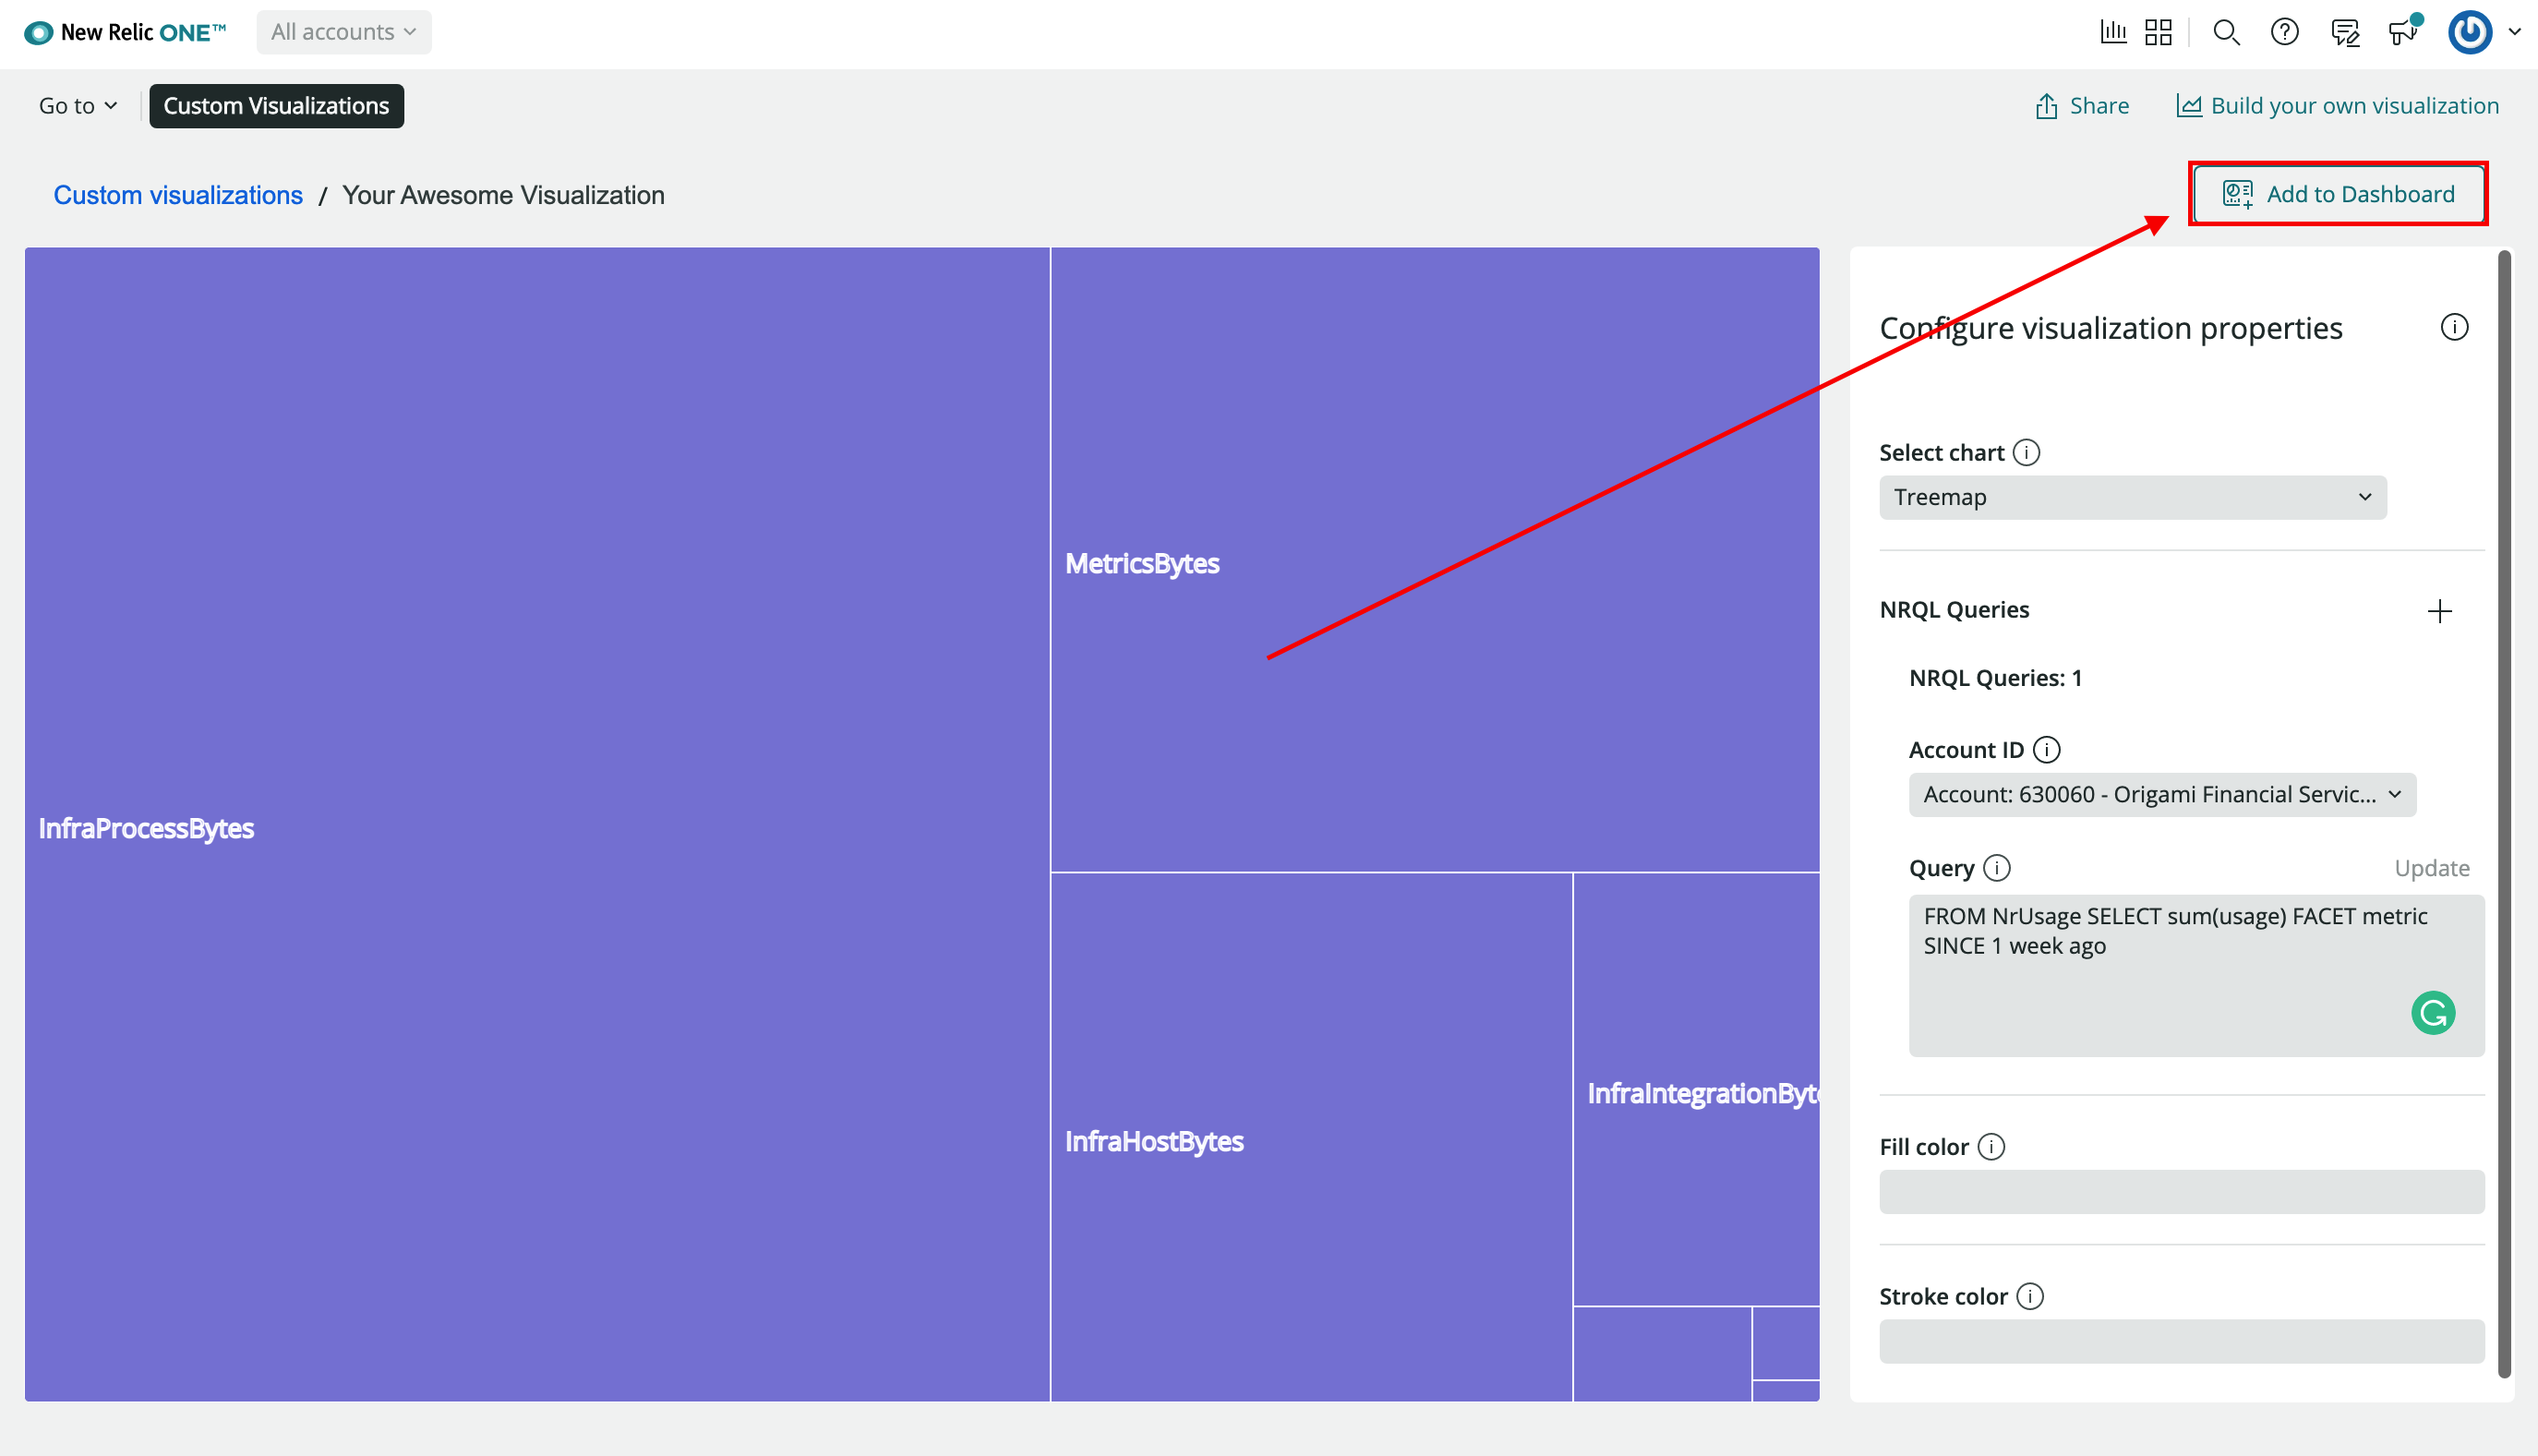 New Relic ONE™
All accounts
Go to
Custom Visualizations
Share
Build your own visualization
Custom visualizations / Your Awesome Visualization
Add to Dashboard
Configure visualization properties
Select chart
Treemap
NRQL Queries
NRQL Queries: 1
Account ID
Account: 630060 - Origami Financial Servic...
Query
Update
FROM NrUsage SELECT sum(usage) FACET metric
SINCE 1 week ago
Fill color
Stroke color
InfraProcessBytes
MetricsBytes
InfraHostBytes
InfraIntegrationByte